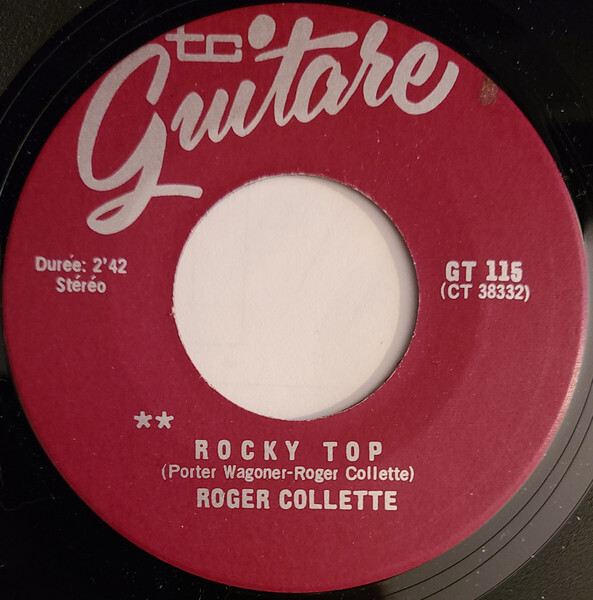 tc
Guitare
Durée: 2'42
Stéréo
GT 115
(CT 38332)
**
ROCKY TOP
(Porter Wagoner-Roger Collette)
ROGER COLLETTE